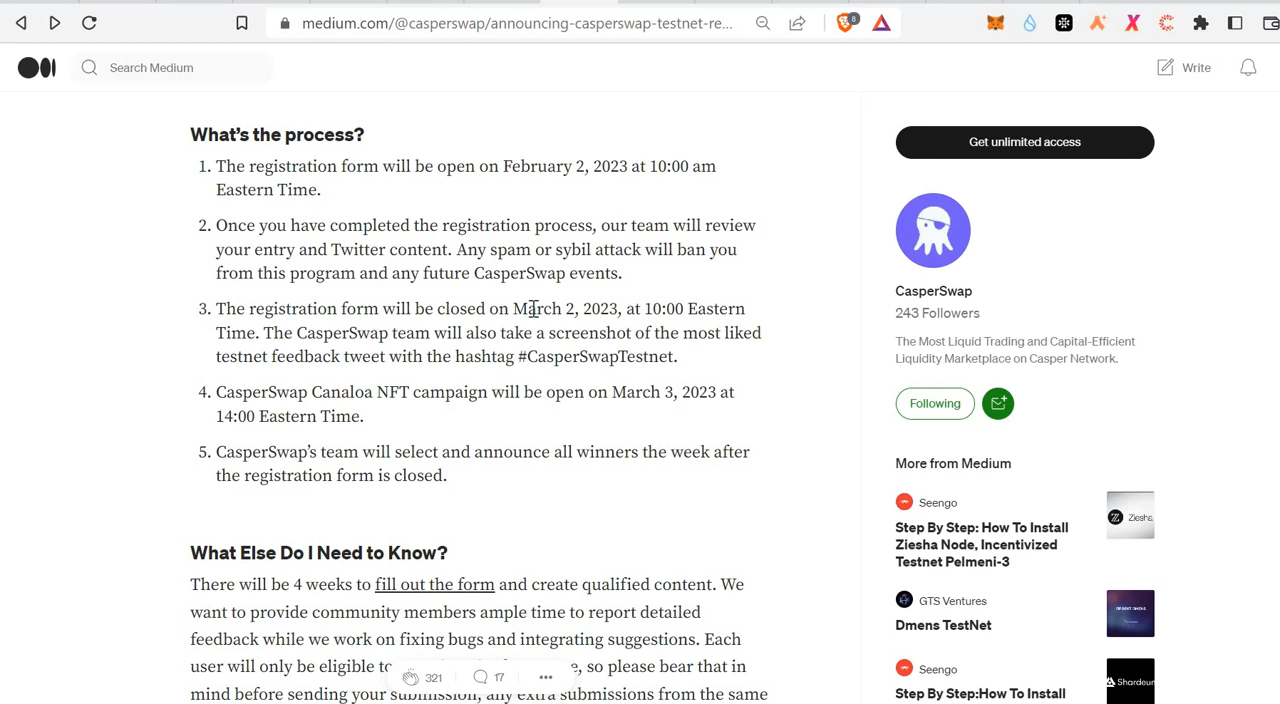 medium.com/@casperswap/announcing-casperswap-testnet-re...
8
Search Medium
Write
What's the process?
1. The registration form will be open on February 2, 2023 at 10:00 am
Eastern Time.
2. Once you have completed the registration process, our team will review
your entry and Twitter content. Any spam or sybil attack will ban you
from this program and any future CasperSwap events.
3. The registration form will be closed on March 2, 2023, at 10:00 Eastern
Time. The CasperSwap team will also take a screenshot of the most liked
testnet feedback tweet with the hashtag #CasperSwapTestnet.
4. CasperSwap Canaloa NFT campaign will be open on March 3, 2023 at
14:00 Eastern Time.
5. CasperSwap's team will select and announce all winners the week after
the registration form is closed.
What Else Do I Need to Know?
There will be 4 weeks to fill out the form and create qualified content. We
want to provide community members ample time to report detailed
feedback while we work on fixing bugs and integrating suggestions. Each
user will only be eligible to so please bear that in
mind before sending your submission, any extra submissions from the same
321
17
Get unlimited access
CasperSwap
243 Followers
The Most Liquid Trading and Capital-Efficient
Liquidity Marketplace on Casper Network.
Following
More from Medium
Seengo
Step By Step: How To Install
Ziesha Node, Incentivized
Testnet Pelmeni-3
Ziesha
GTS Ventures
Dmens TestNet
Seengo
Step By Step:How To Install
Shardeum